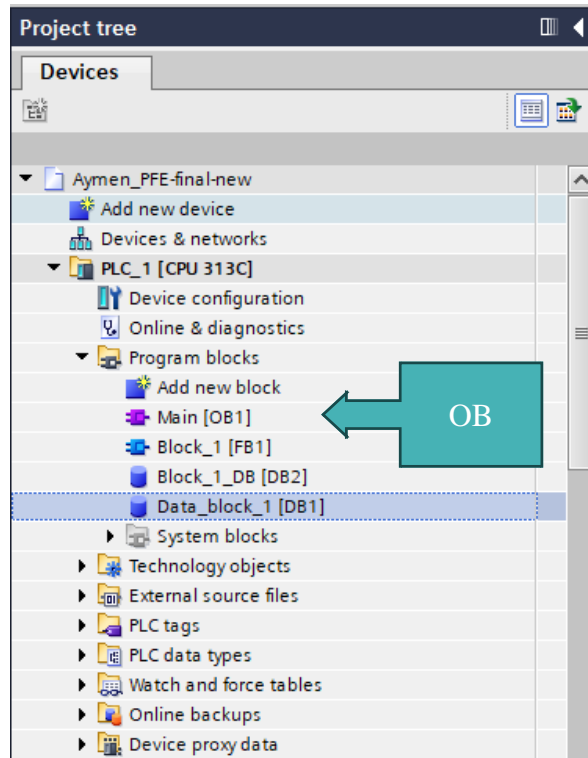 Project tree
Devices
Aymen_PFE-final-new
Add new device
Devices & networks
PLC_1 [CPU 313C]
Device configuration
Online & diagnostics
Program blocks
Add new block
Main [OB1]
OB
Block_1 [FB1]
Block_1_DB [DB2]
Data_block_1 [DB1]
System blocks
Technology objects
External source files
PLC tags
PLC data types
Watch and force tables
Online backups
Device proxy data